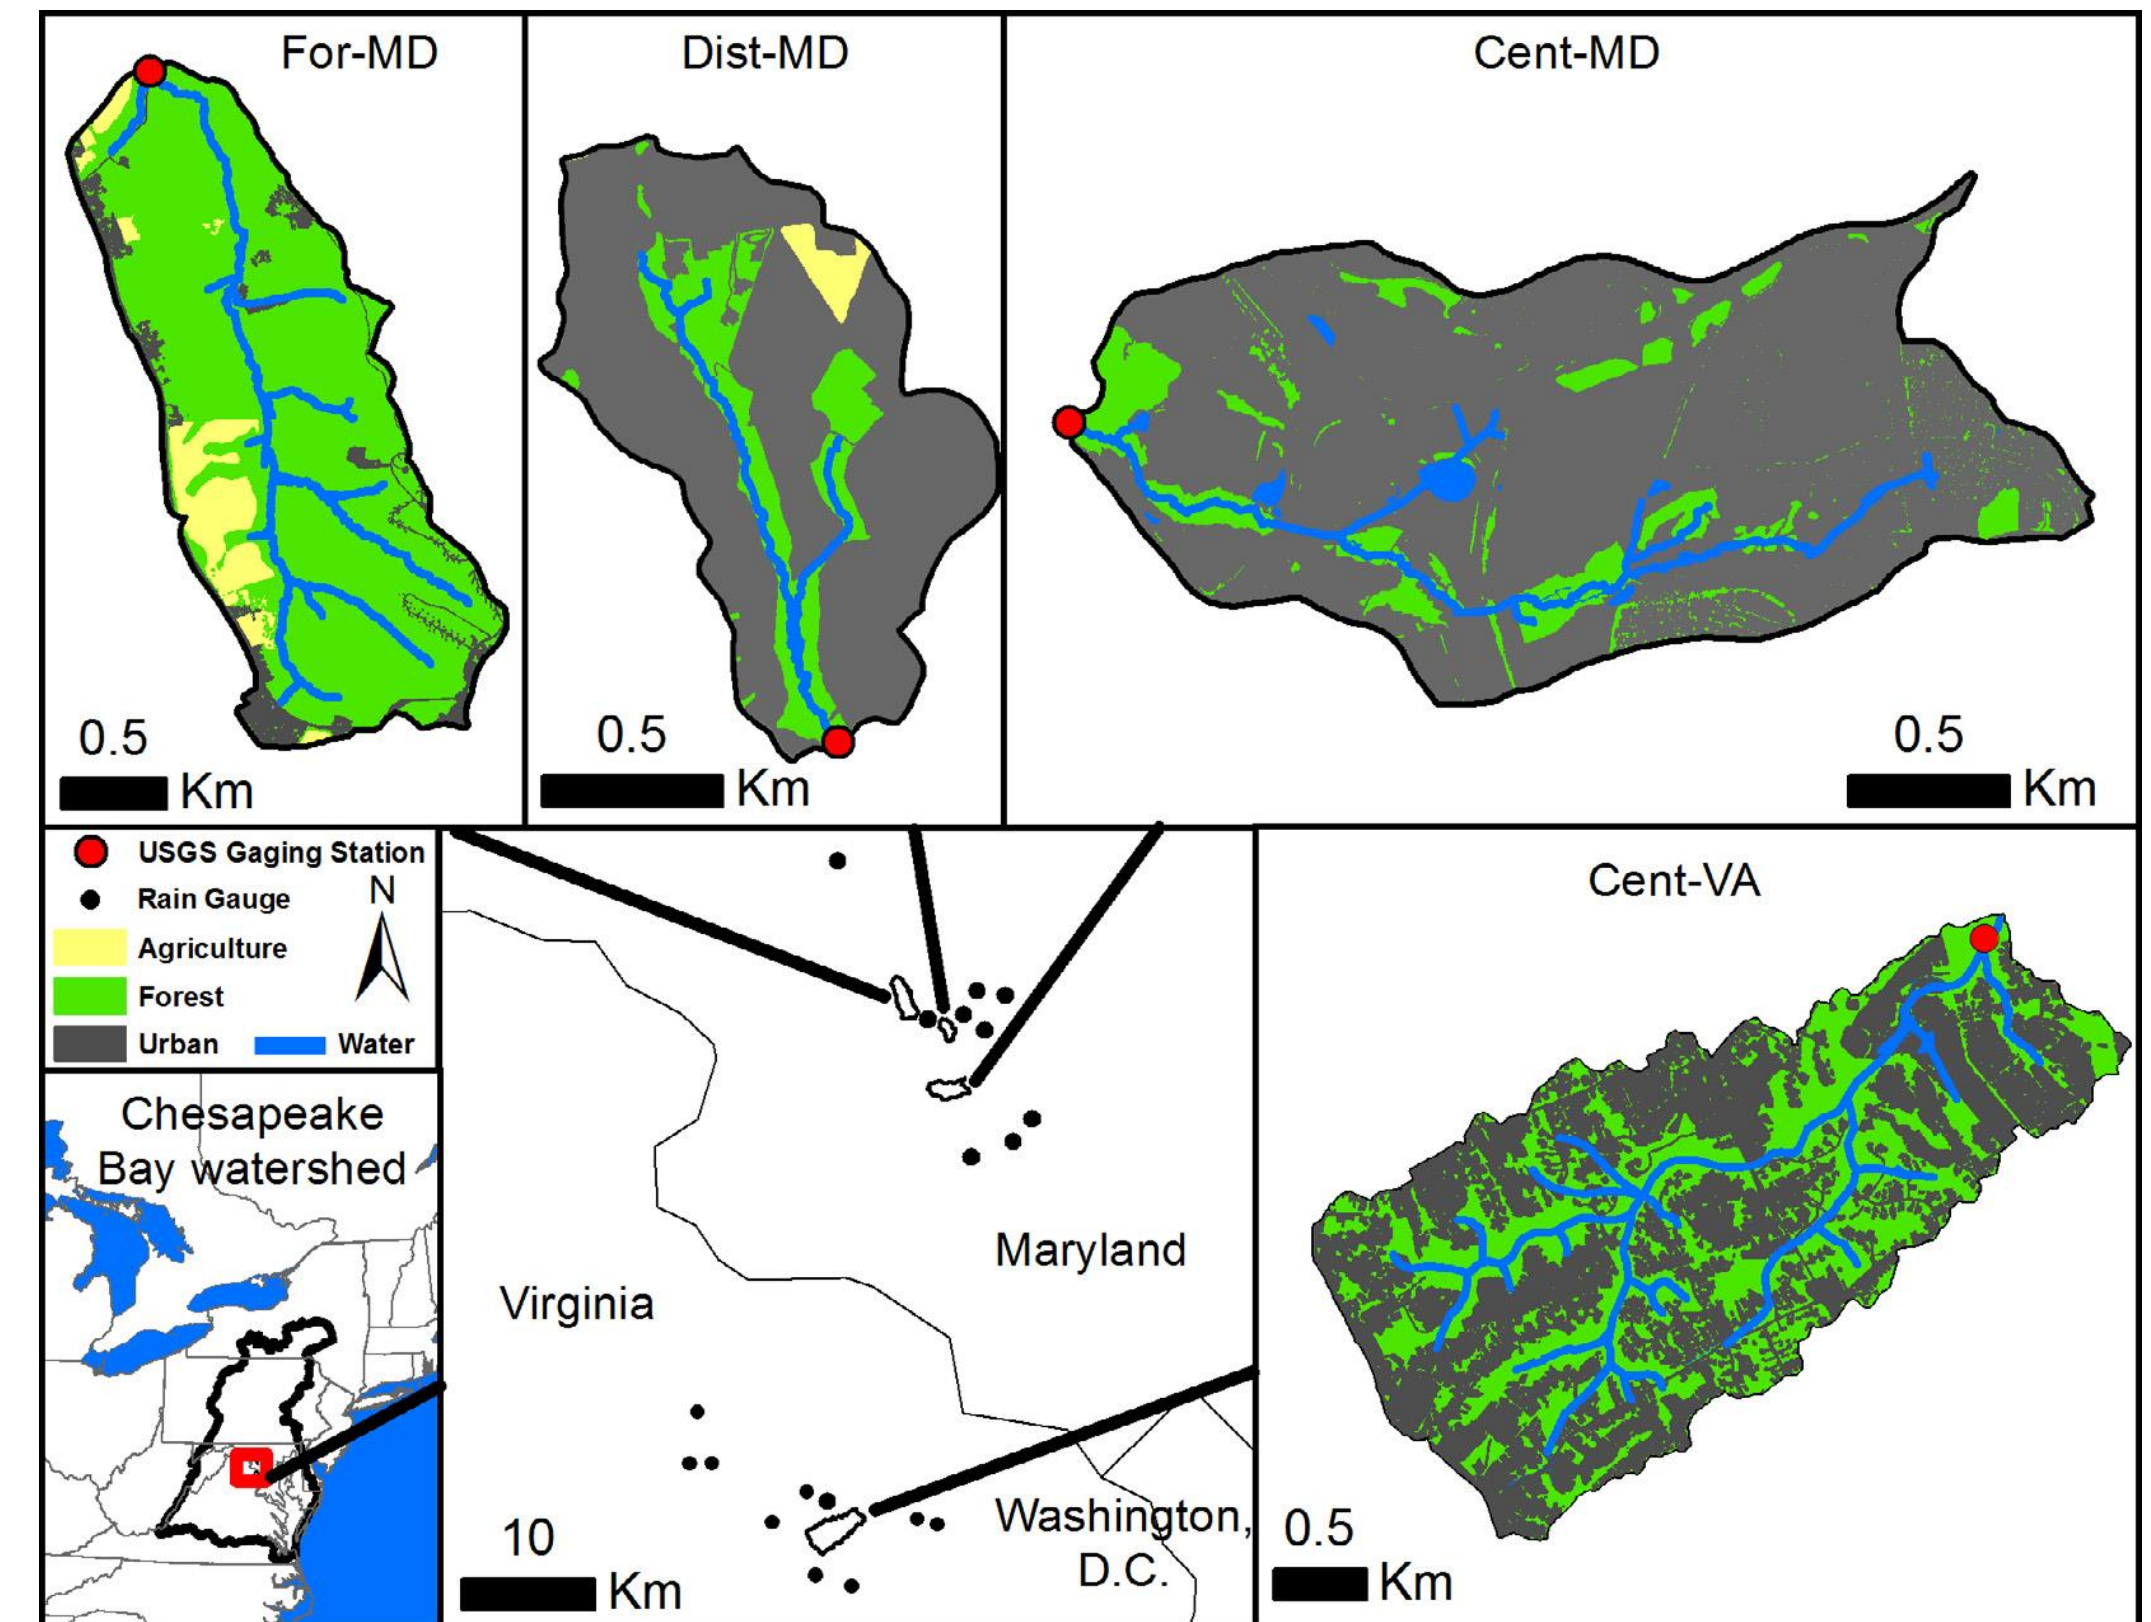 For-MD
Dist-MD
Cent-MD
0.5
Km
0.5
Km
0.5
Km
USGS Gaging Station
Rain Gauge
N
Agriculture
Forest
Urban
Water
Chesapeake
Bay watershed
Maryland
Virginia
Washington,
D.C.
10
Km
Cent-VA
0.5
Km